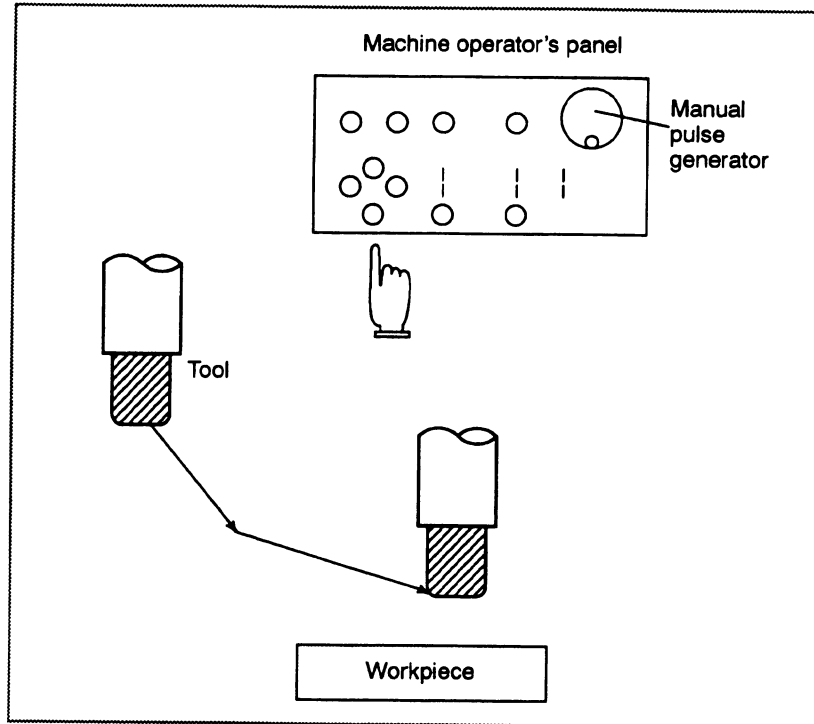 Machine operator's panel
Manual
pulse
generator
Tool
Workpiece